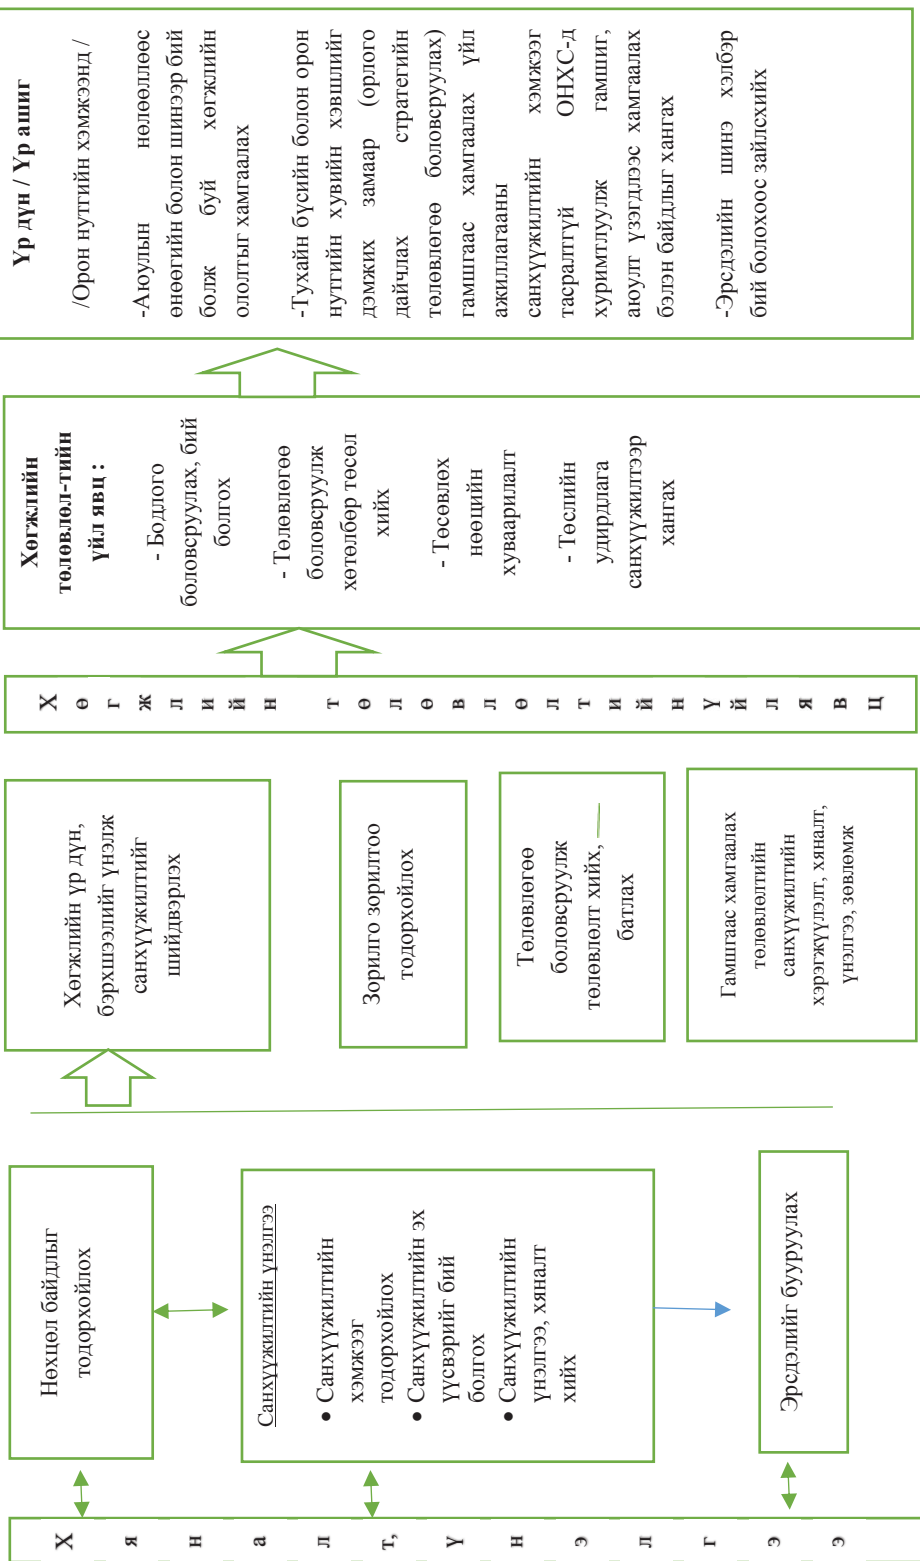 Х я н а л т, ү н э л г э э
Нөхцөл байдлыг
тодорхойлох
Санхүүжилтийн үнэлгээ
• Санхүүжилтийн
хэмжээг
тодорхойлох
• Санхүүжилтийн эх
үүсвэрийг бий
болгох
• Санхүүжилтийн
үнэлгээ, хяналт
хийх
Эрсдэлийг бууруулах
Хөгжлийн үр дүн,
бэрхшээлийг үнэлж
санхүүжилтийг
шийдвэрлэх
Зорилго зорилтоо
тодорхойлох
Төлөвлөгөө
боловсруулж
төлөвлөлт хийх,
батлах
Гамшгаас хамгаалах
төлөвлөлтийн
санхүүжилтийн
хэрэгжүүлэлт, хяналт,
үнэлгээ, зөвлөмж
Х ө г ж л и й н т ө л ө в л ө л т и й н ү й л я в ц
Хөгжлийн
төлөвлөл-тийн
үйл явц :
- Бодлого
боловсруулах, бий
болгох
- Төлөвлөгөө
боловсруулж
хөтөлбөр төсөл
хийх
- Төсөвлөх
нөөцийн
хуваарилалт
- Төслийн
удирдлага
санхүүжилтээр
хангах
Үр дүн / Үр ашиг
/Орон нутгийн хэмжээнд /
-Аюулын нөлөөллөөс
өнөөгийн болон шинээр бий
болж буй хөгжлийн
ололтыг хамгаалах
-Тухайн бүсийн болон орон
нутгийн хувийн хэвшлийг
дэмжих замаар (орлого
дайчлах стратегийн
төлөвлөгөө боловсруулах)
гамшгаас хамгаалах үйл
ажиллагааны
санхүүжилтийн хэмжээг
тасралтгүй ОНХС-д
хуримтлуулж гамшиг,
аюулт үзэгдлээс хамгаалах
бэлэн байдлыг хангах
-Эрсдэлийн шинэ хэлбэр
бий болохоос зайлсхийх